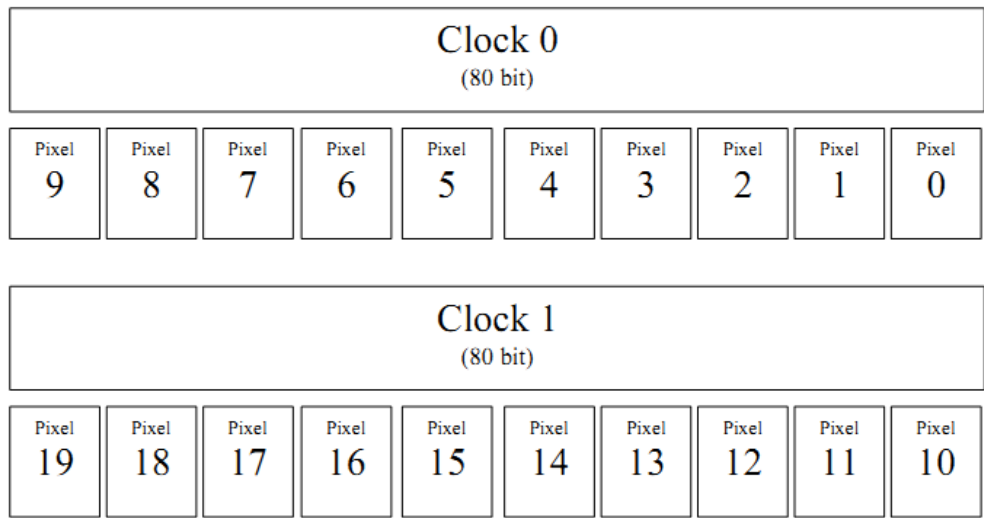 Clock 0
(80 bit)
Pixel Pixel Pixel Pixel Pixel Pixel Pixel Pixel Pixel Pixel
9 8 7 6 5 4 3 2 1 0
Clock 1
(80 bit)
Pixel Pixel Pixel Pixel Pixel Pixel Pixel Pixel Pixel Pixel
19 18 17 16 15 14 13 12 11 10